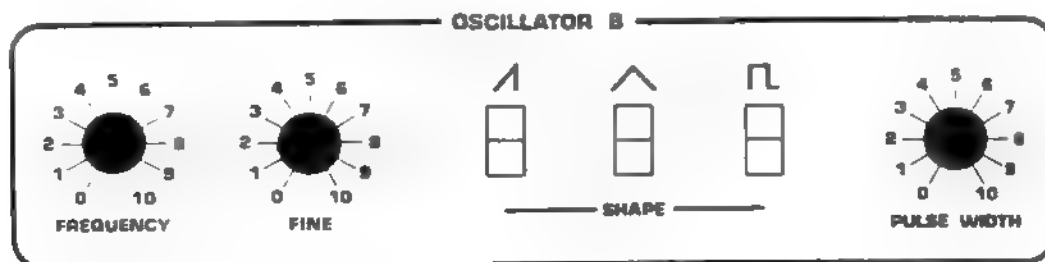 OSCILLATOR B
0 1 2 3 4 5 6 7 8 9 10
FREQUENCY
0 1 2 3 4 5 6 7 8 9 10
FINE
SHAPE
0 1 2 3 4 5 6 7 8 9 10
PULSE WIDTH